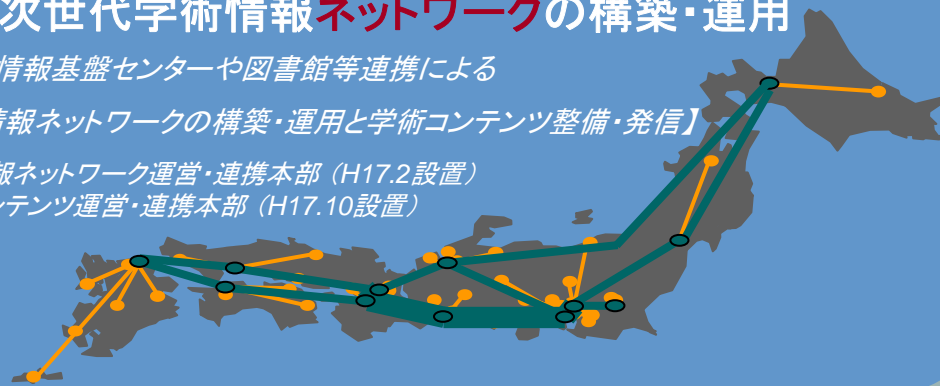 次世代学術情報ネットワークの構築・運用
情報基盤センターや図書館等連携による
情報ネットワークの構築・運用と学術コンテンツ整備・発信】
報ネットワーク運営・連携本部（H17.2設置）
ンテンツ運営・連携本部（H17.10設置）